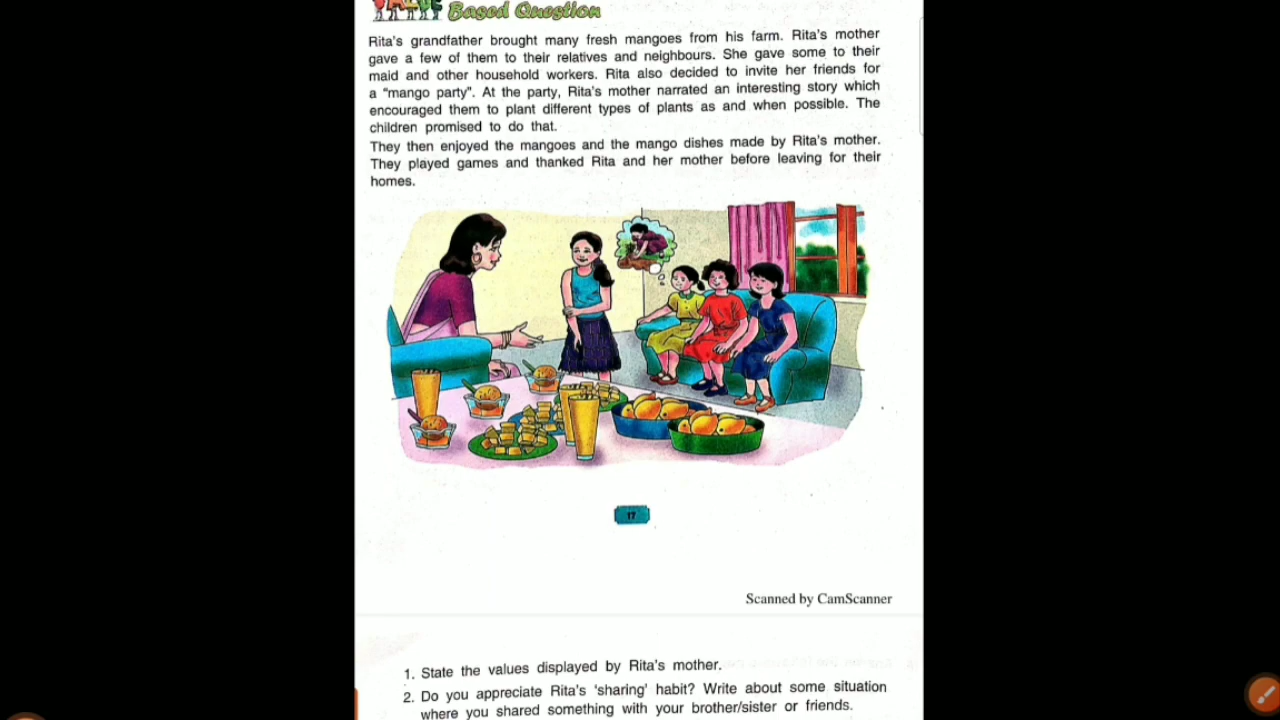 VALUE
Based Question
Rita's grandfather brought many fresh mangoes from his farm. Rita's mother
gave a few of them to their relatives and neighbours. She gave some to their
maid and other household workers. Rita also decided to invite her friends for
a "mango party". At the party, Rita's mother narrated an interesting story which
encouraged them to plant different types of plants as and when possible. The
children promised to do that.
They then enjoyed the mangoes and the mango dishes made by Rita's mother.
They played games and thanked Rita and her mother before leaving for their
homes.
17
Scanned by CamScanner
1. State the values displayed by Rita's mother.
2. Do you appreciate Rita's 'sharing' habit? Write about some situation
where you shared something with your brother/sister or friends.